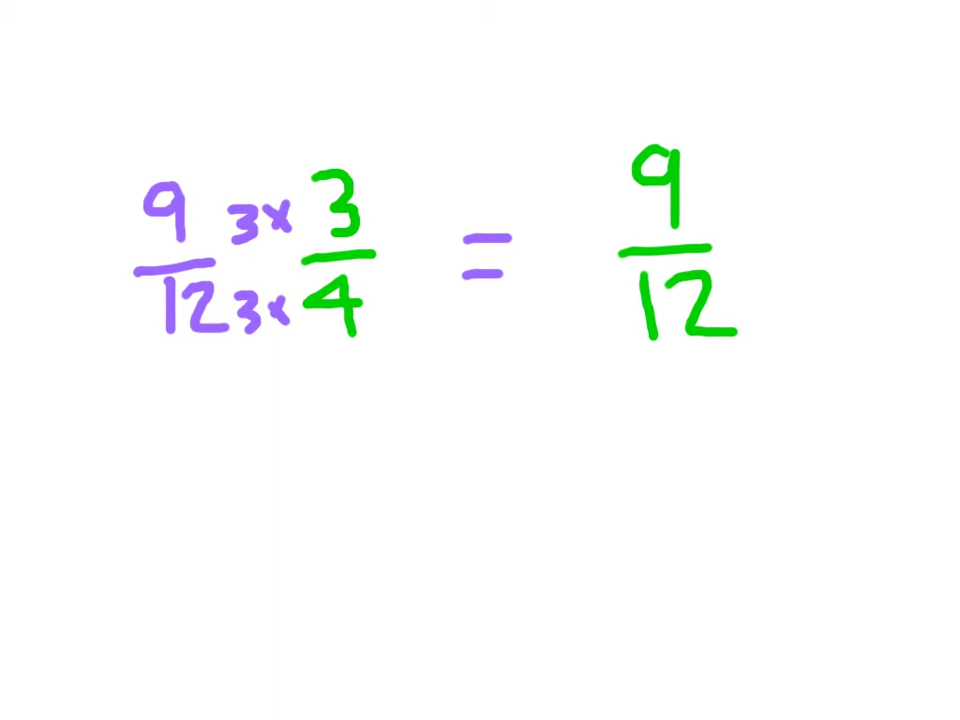 9/12 3x 3x 3/4 = 9/12